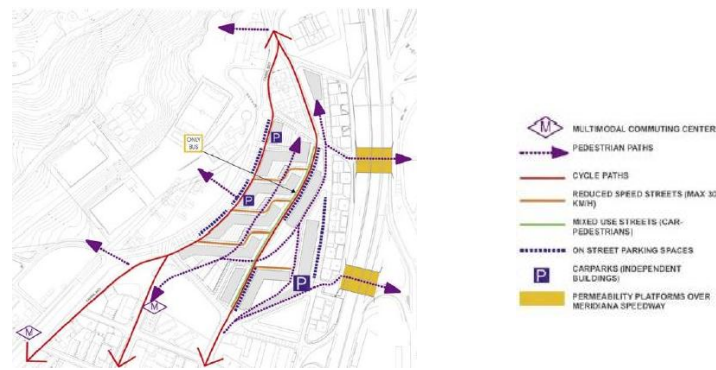 ONLY
BUS
P
P
P
M
M
M
MULTIMODAL COMMUTING CENTER
PEDESTRIAN PATHS
CYCLE PATHS
REDUCED SPEED STREETS (MAX 30
KM/H)
MIXED USE STREETS (CAR-
PEDESTRIANS)
ON STREET PARKING SPACES
P
CARPARKS (INDEPENDENT
BUILDINGS)
PERMEABILITY PLATFORMS OVER
MERIDIANA SPEEDWAY